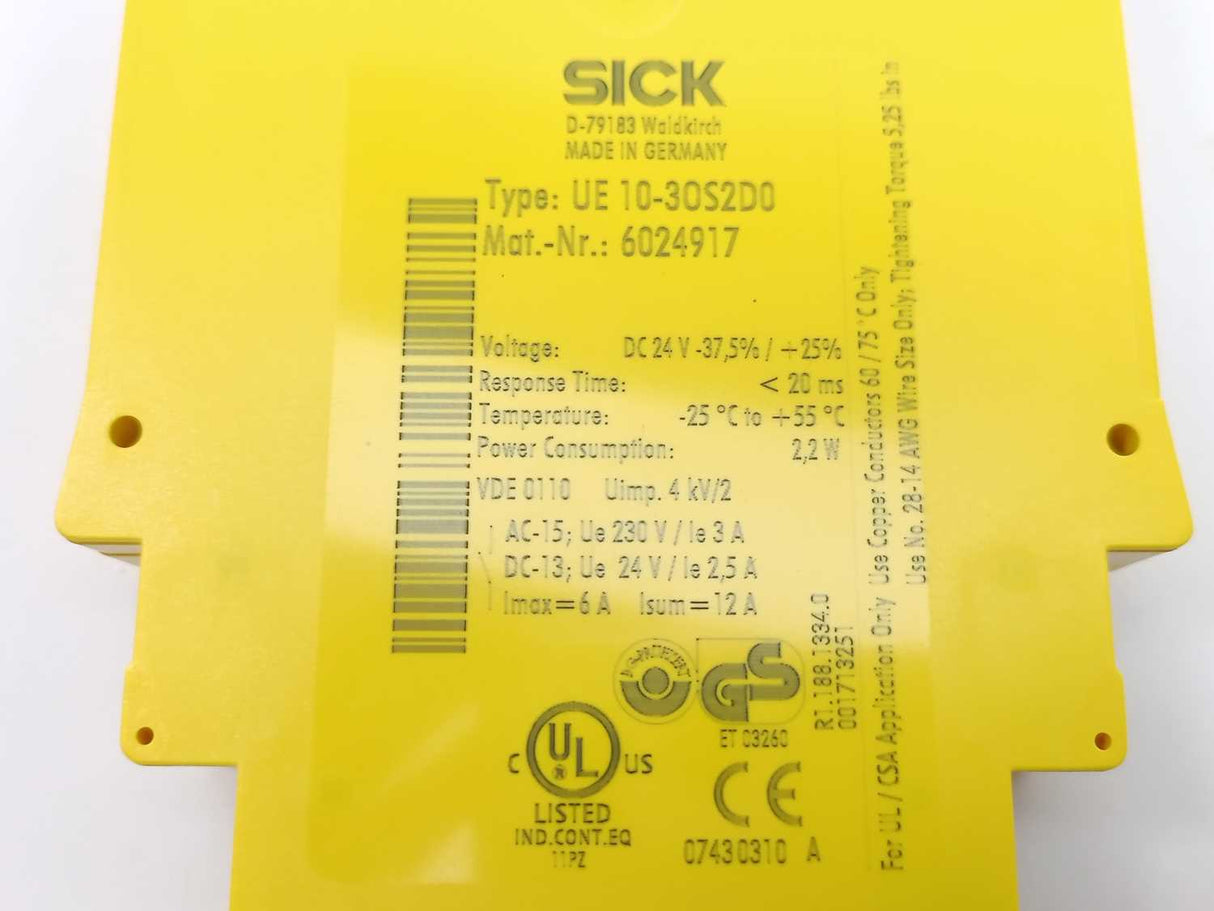 SICK
D-79183 Waldkirch
MADE IN GERMANY
Type: UE 10-3OS2D0
Mat.-Nr.: 6024917
Voltage: DC 24 V -37,5% / +25%
Response Time: < 20 ms
Temperature: -25 °C to +55 °C
Power Consumption: 2,2 W
VDE 0110 Uimp. 4 kV/2
AC-15; Ue 230 V / Ie 3 A
DC-13; Ue 24 V / Ie 2,5 A
Imax=6 A Isum=12 A
GS
ET 03260
C UL ® US
LISTED
IND.CONT.EQ
11PZ
CE
07430310 A
R1.188.1334.0
001713251
For UL / CSA Application Only Use Copper Conductors 60 / 75 °C Only
Use No. 28-14 AWG Wire Size Only; Tightening Torque 5,25 lbs in